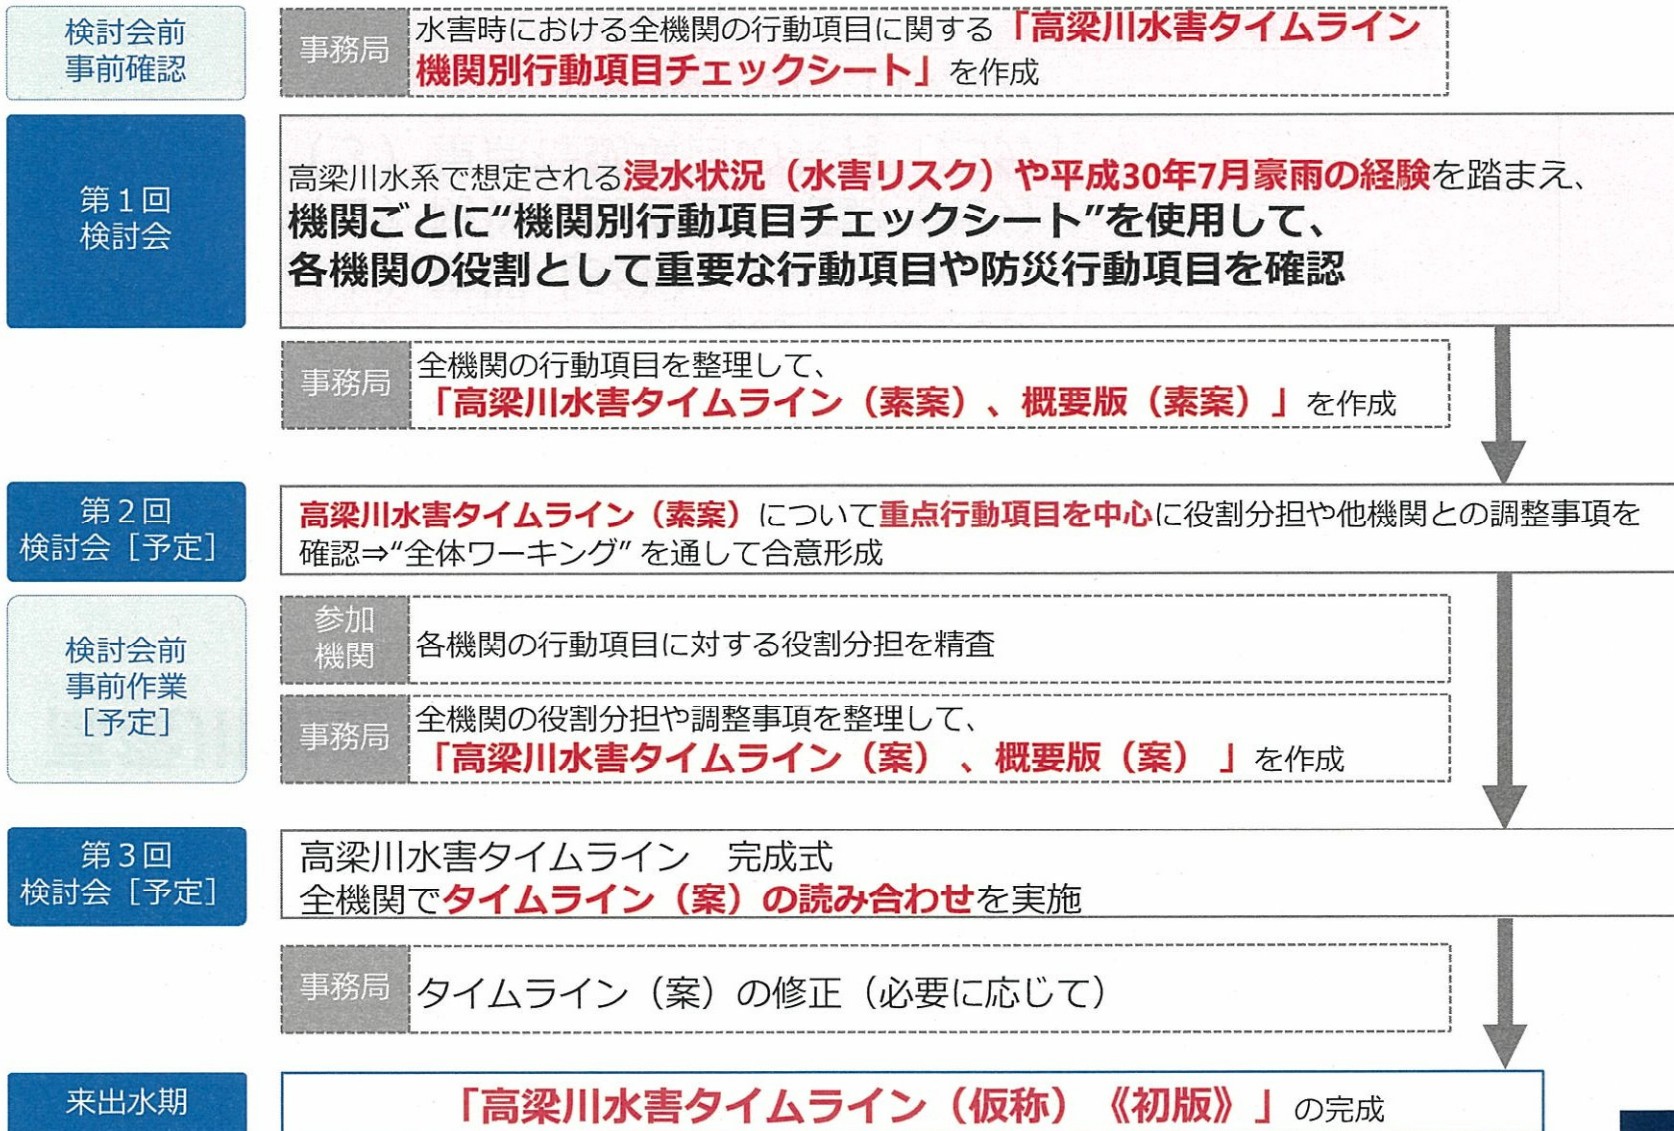 検討会前
事前確認
事務局
水害時における全機関の行動項目に関する「高梁川水害タイムライン
機関別行動項目チェックシート」を作成
第1回
検討会
高梁川水系で想定される浸水状況（水害リスク）や平成30年7月豪雨の経験を踏まえ、
機関ごとに“機関別行動項目チェックシート”を使用して、
各機関の役割として重要な行動項目や防災行動項目を確認
事務局
全機関の行動項目を整理して、
「高梁川水害タイムライン（素案）、概要版（素案）」を作成
第2回
検討会［予定］
高梁川水害タイムライン（素案）について重点行動項目を中心に役割分担や他機関との調整事項を
確認⇒“全体ワーキング” を通して合意形成
検討会前
事前作業
［予定］
参加
機関
各機関の行動項目に対する役割分担を精査
事務局
全機関の役割分担や調整事項を整理して、
「高梁川水害タイムライン（案） 、概要版（案） 」を作成
第3回
検討会［予定］
高梁川水害タイムライン　完成式
全機関でタイムライン（案）の読み合わせを実施
事務局
タイムライン（案）の修正（必要に応じて）
来出水期
「高梁川水害タイムライン（仮称）《初版》」の完成